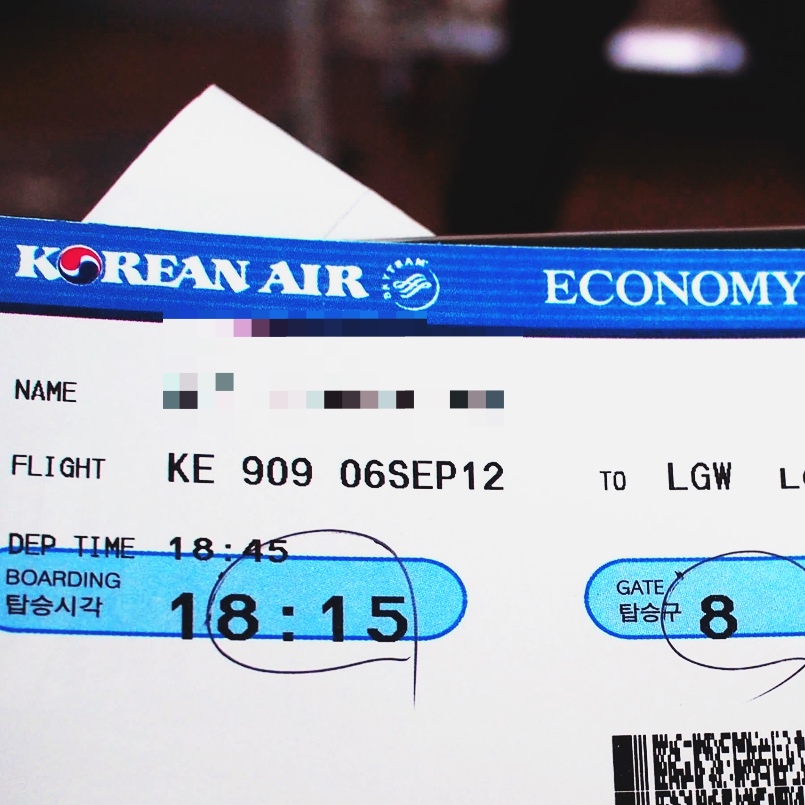 KOREAN AIR SKYTEAM ECONOMY
NAME
FLIGHT KE 909 06SEP12 TO LGW
DEP TIME 18:45
BOARDING
탑승시각 18:15
GATE
탑승구 8